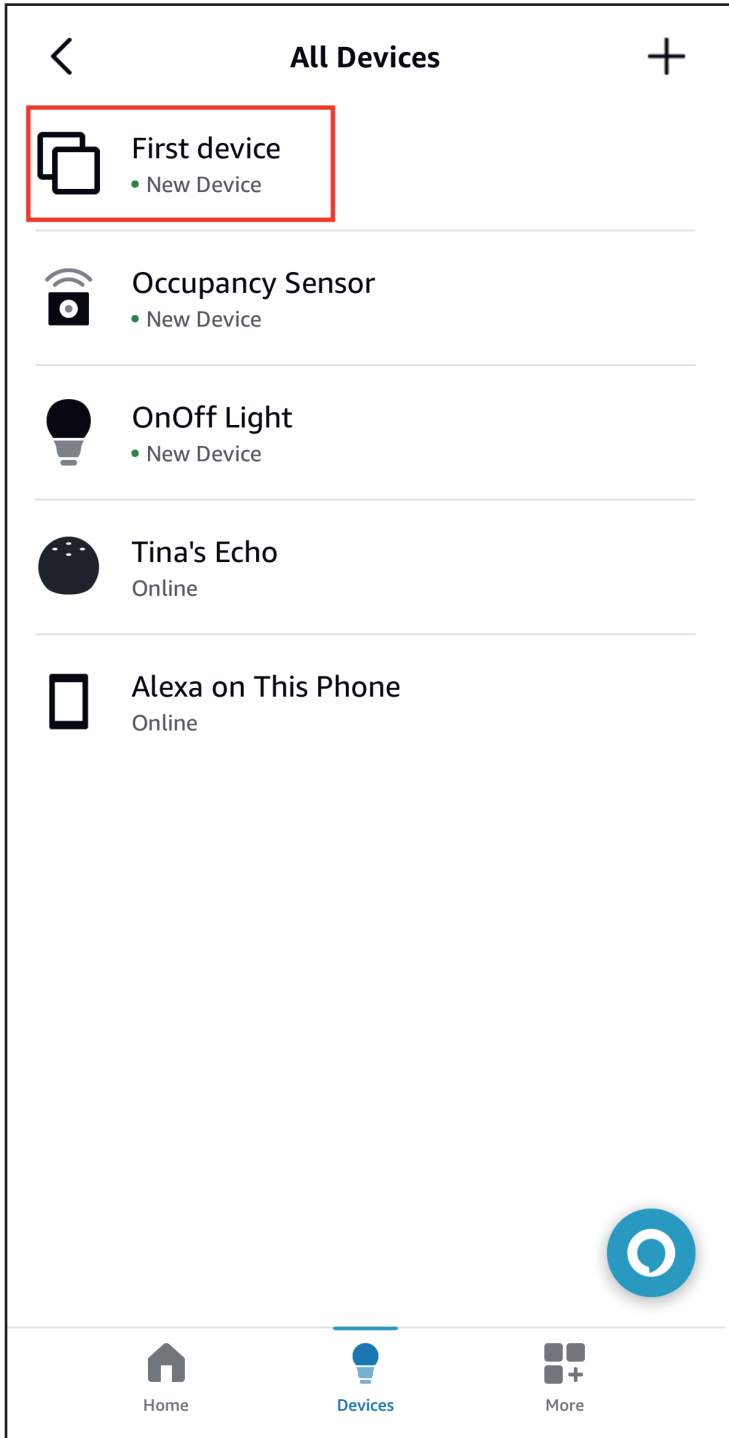 All Devices
First device
• New Device
Occupancy Sensor
• New Device
OnOff Light
• New Device
Tina's Echo
Online
Alexa on This Phone
Online
Home Devices More